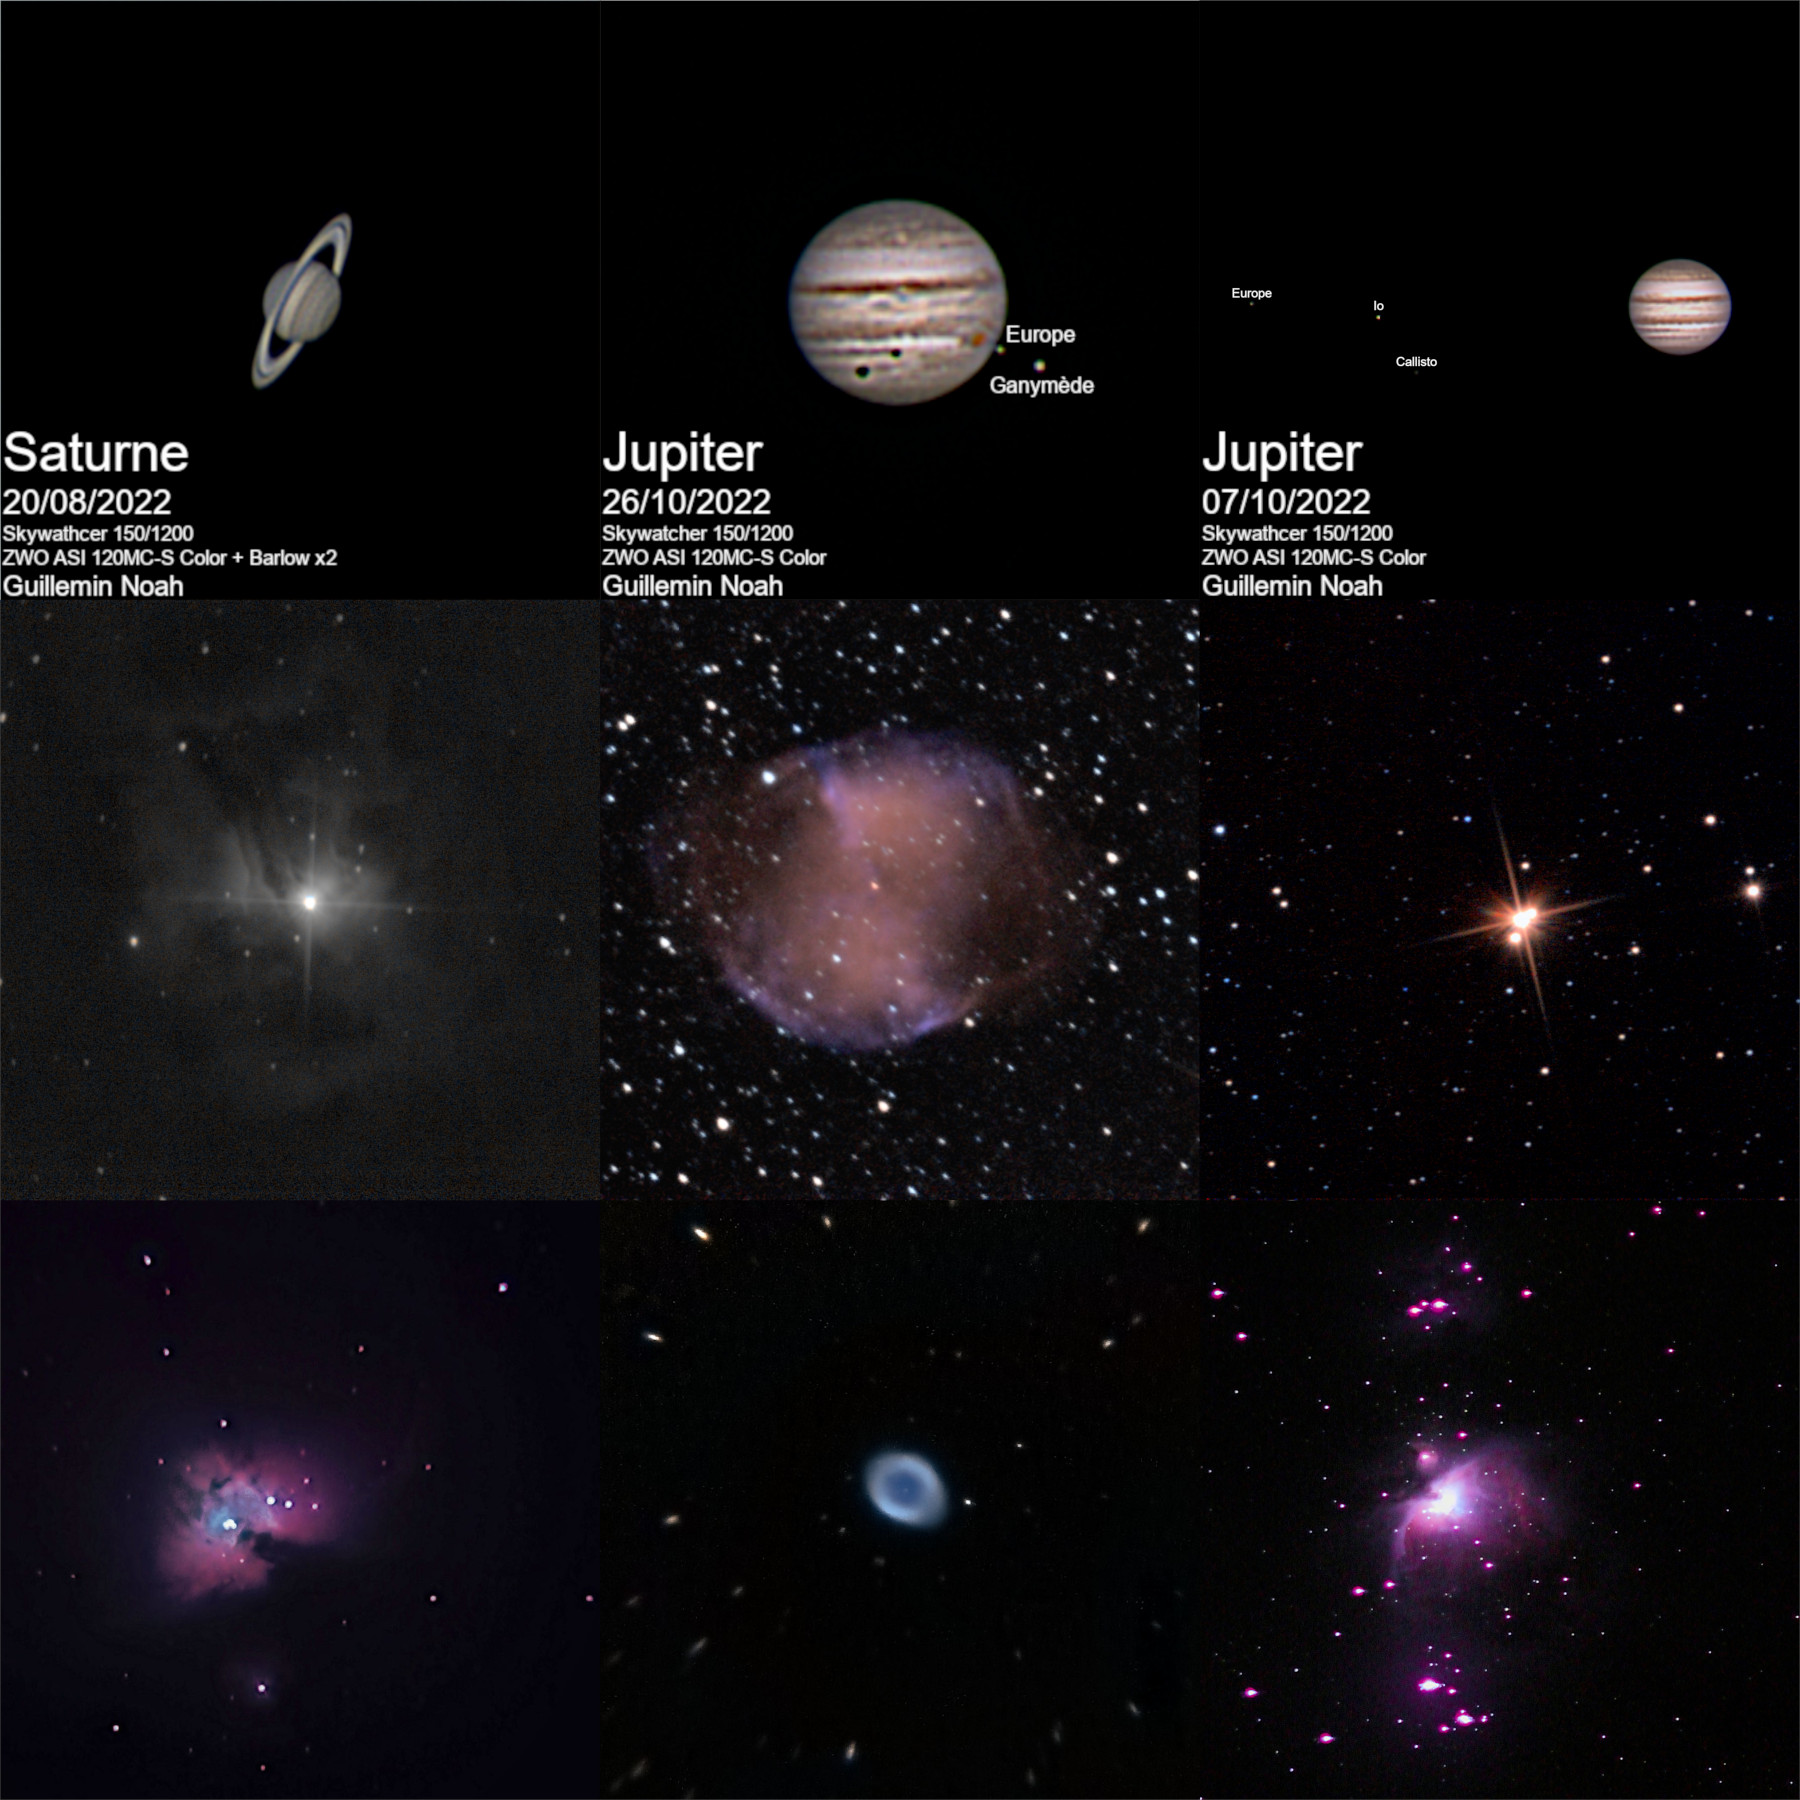 Europe
Ganymède
Europe
Io
Callisto
Saturne
20/08/2022
Skywathcer 150/1200
ZWO ASI 120MC-S Color + Barlow x2
Guillemin Noah
Jupiter
26/10/2022
Skywatcher 150/1200
ZWO ASI 120MC-S Color
Guillemin Noah
Jupiter
07/10/2022
Skywathcer 150/1200
ZWO ASI 120MC-S Color
Guillemin Noah